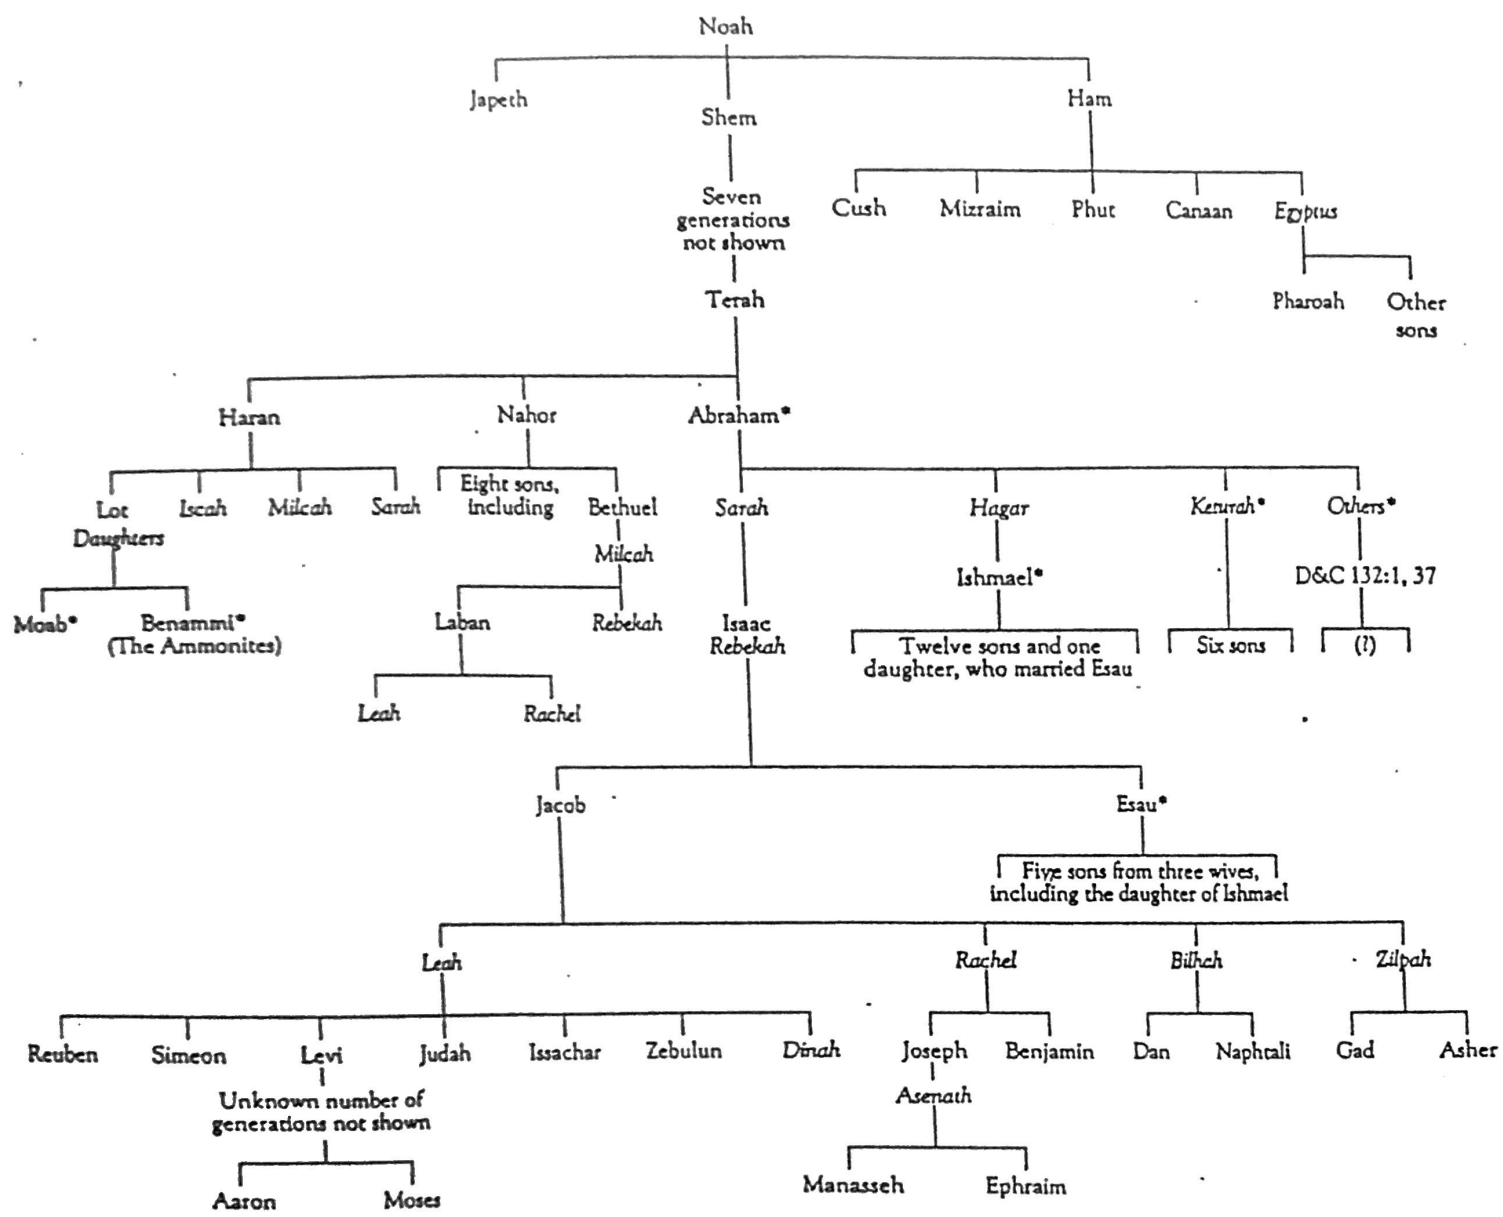 Noah
Japeth
Shem
Ham
Seven
generations
not shown
Cush
Mizraim
Phut
Canaan
Egyptus
Terah
Pharoah
Other
sons
Haran
Nahor
Abraham*
Lot
Daughters
Iscah
Milcah
Sarah
Eight sons,
including
Bethuel
Milcah
Sarah
Hagar
Keturah*
Others*
Ishmael*
D&C 132:1, 37
Moab*
Benammi*
(The Ammonites)
Laban
Rebekah
Isaac
Rebekah
Twelve sons and one
daughter, who married Esau
Six sons
(?)
Leah
Rachel
Jacob
Esau*
Five sons from three wives,
including the daughter of Ishmael
Leah
Rachel
Bilhah
Zilpah
Reuben
Simeon
Levi
Judah
Issachar
Zebulun
Dinah
Joseph
Benjamin
Dan
Naphtali
Gad
Asher
Unknown number of
generations not shown
Asenath
Aaron
Moses
Manasseh
Ephraim